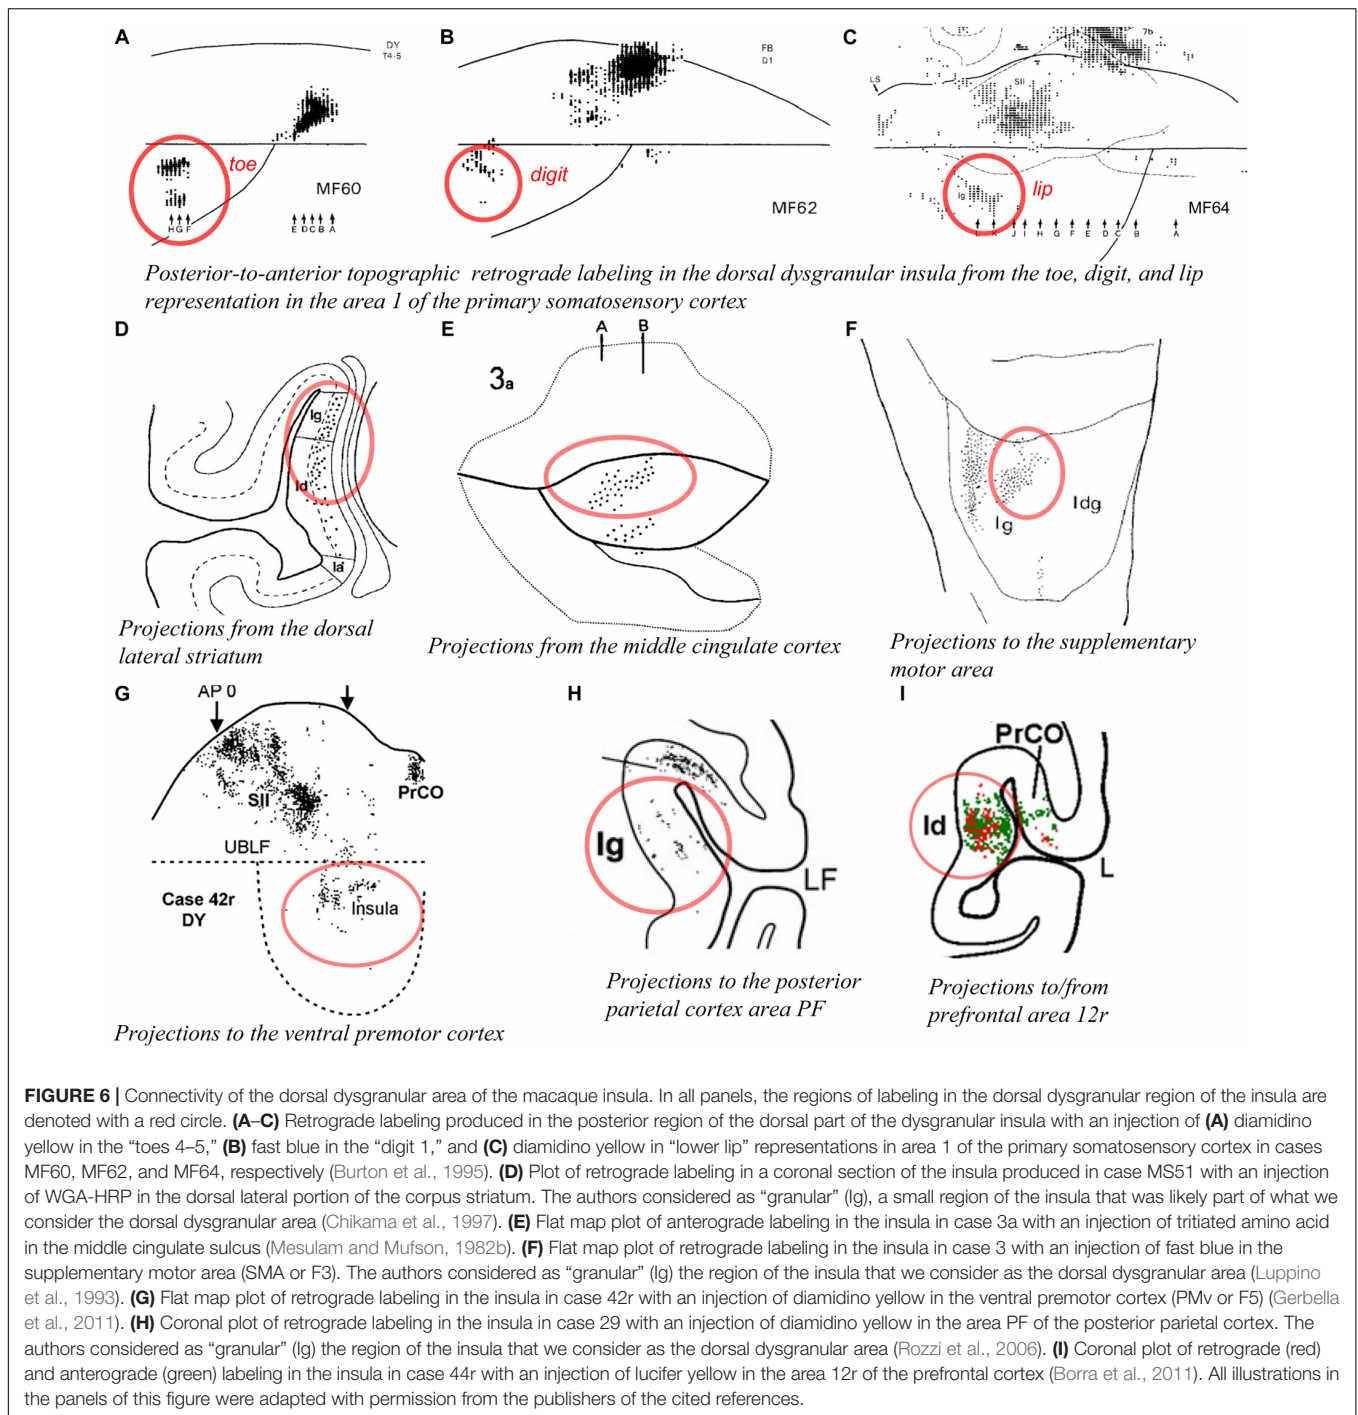 A
DY
T4-5
toe
MF60
H G F
E D C B A
B
FB
D1
digit
MF62
C
7b
LS
SII
Ig
lip
MF64
L K J I H G F E D C B A
Posterior-to-anterior topographic retrograde labeling in the dorsal dysgranular insula from the toe, digit, and lip
representation in the area 1 of the primary somatosensory cortex
D
Ig
Id
Ia
Projections from the dorsal
lateral striatum
E
A B
3a
Projections from the middle cingulate cortex
F
Ig
Idg
Projections to the supplementary
motor area
G
AP 0
SII
PrCO
UBLF
Case 42r
DY
Insula
Projections to the ventral premotor cortex
H
Ig
LF
Projections to the posterior
parietal cortex area PF
I
PrCO
Id
L
Projections to/from
prefrontal area 12r
FIGURE 6 | Connectivity of the dorsal dysgranular area of the macaque insula. In all panels, the regions of labeling in the dorsal dysgranular region of the insula are
denoted with a red circle. (A–C) Retrograde labeling produced in the posterior region of the dorsal part of the dysgranular insula with an injection of (A) diamidino
yellow in the “toes 4–5,” (B) fast blue in the “digit 1,” and (C) diamidino yellow in “lower lip” representations in area 1 of the primary somatosensory cortex in cases
MF60, MF62, and MF64, respectively (Burton et al., 1995). (D) Plot of retrograde labeling in a coronal section of the insula produced in case MS51 with an injection
of WGA-HRP in the dorsal lateral portion of the corpus striatum. The authors considered as “granular” (Ig), a small region of the insula that was likely part of what we
consider the dorsal dysgranular area (Chikama et al., 1997). (E) Flat map plot of anterograde labeling in the insula in case 3a with an injection of tritiated amino acid
in the middle cingulate sulcus (Mesulam and Mufson, 1982b). (F) Flat map plot of retrograde labeling in the insula in case 3 with an injection of fast blue in the
supplementary motor area (SMA or F3). The authors considered as “granular” (Ig) the region of the insula that we consider as the dorsal dysgranular area (Luppino
et al., 1993). (G) Flat map plot of retrograde labeling in the insula in case 42r with an injection of diamidino yellow in the ventral premotor cortex (PMv or F5) (Gerbella
et al., 2011). (H) Coronal plot of retrograde labeling in the insula in case 29 with an injection of diamidino yellow in the area PF of the posterior parietal cortex. The
authors considered as “granular” (Ig) the region of the insula that we consider as the dorsal dysgranular area (Rozzi et al., 2006). (I) Coronal plot of retrograde (red)
and anterograde (green) labeling in the insula in case 44r with an injection of lucifer yellow in the area 12r of the prefrontal cortex (Borra et al., 2011). All illustrations in
the panels of this figure were adapted with permission from the publishers of the cited references.